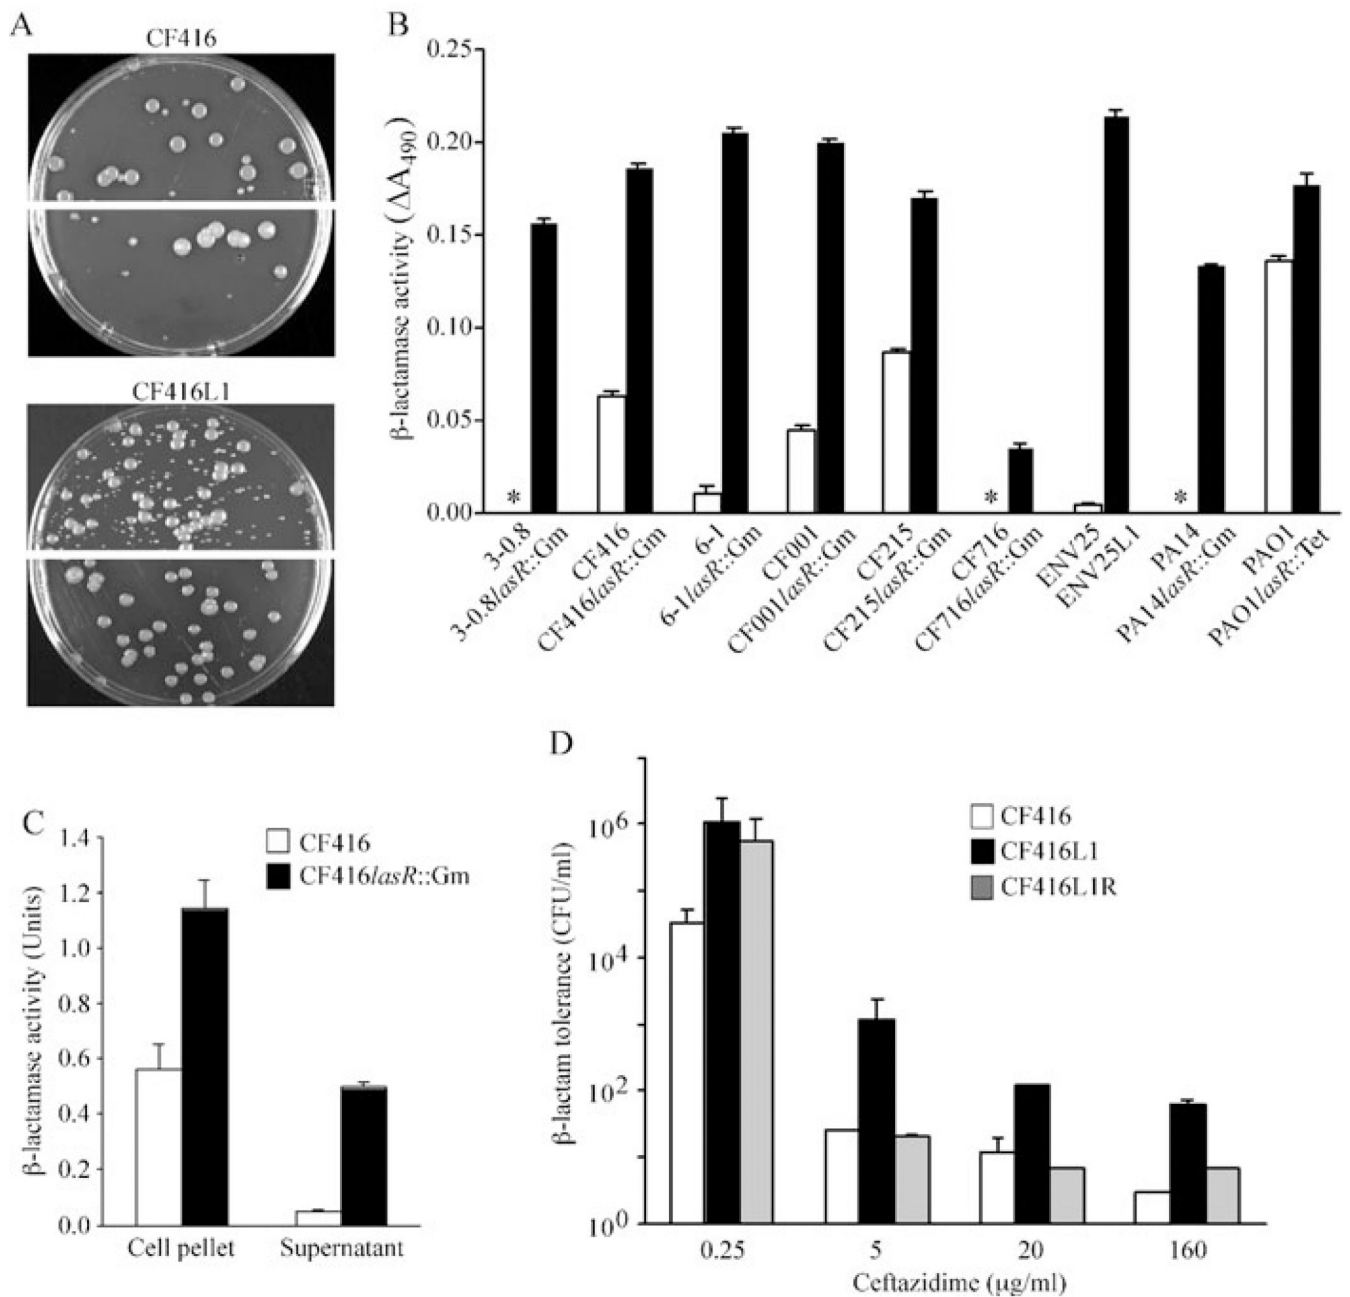 A
CF416
CF416L1
B
β-lactamase activity (ΔA490)
0.25
0.20
0.15
0.10
0.05
0.00
* * *
3-0.8
3-0.8lasR::Gm
CF416
CF416lasR::Gm
6-1
6-1lasR::Gm
CF001
CF001lasR::Gm
CF215
CF215lasR::Gm
CF716
CF716lasR::Gm
ENV25
ENV25L1
PA14
PA14lasR::Gm
PAO1
PAO1lasR::Tet
C
β-lactamase activity (Units)
1.4
1.2
1.0
0.8
0.6
0.4
0.2
0.0
CF416
CF416lasR::Gm
Cell pellet Supernatant
D
β-lactam tolerance (CFU/ml)
10^6
10^4
10^2
10^0
CF416
CF416L1
CF416L1R
0.25 5 20 160
Ceftazidime (μg/ml)